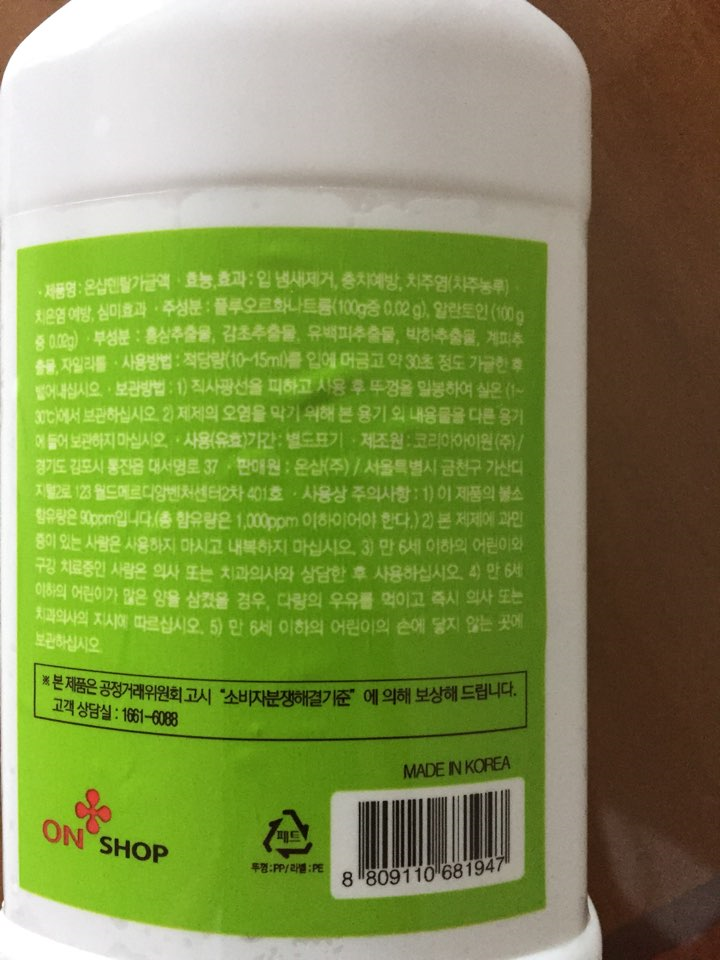 · 제품명 : 온샵덴탈가글액 · 효능,효과 : 입 냄새제거, 충치예방, 치주염(치주농루)
치은염 예방, 심미효과 · 주성분 : 플루오르화나트륨(100g중 0.02 g), 알란토인 (100 g
중 0.02g) · 부성분 : 홍삼추출물, 감초추출물, 유백피추출물, 박하추출물, 계피추
출물, 자일리톨 · 사용방법 : 적당량(10~15ml)를 입에 머금고 약 30초 정도 가글한 후
뱉어내십시오. · 보관방법 : 1) 직사광선을 피하고 사용 후 뚜껑을 밀봉하여 실온 (1~
30℃)에서 보관하십시오. 2) 제제의 오염을 막기 위해 본 용기 외 내용물을 다른 용기
에 들어 보관하지 마십시오. · 사용(유효)기간 : 별도표기 · 제조원 : 코리아아이원 (주) /
경기도 김포시 통진읍 대서명로 37 · 판매원 : 온샵(주) / 서울특별시 금천구 가산디
지털2로 123 월드메르디앙벤처센터2차 401호 · 사용상 주의사항 : 1) 이 제품의 불소
함유량은 90ppm입니다.(총 함유량은 1,000ppm 이하이어야 한다.) 2) 본 제제에 과민
증이 있는 사람은 사용하지 마시고 내복하지 마십시오. 3) 만 6세 이하의 어린이와
구강 치료중인 사람은 의사 또는 치과의사와 상담한 후 사용하십시오. 4) 만 6세
이하의 어린이가 많은 양을 삼켰을 경우, 다량의 우유를 먹이고 즉시 의사 또는
치과의사의 지시에 따르십시오. 5) 만 6세 이하의 어린이의 손에 닿지 않는 곳에
보관하십시오.
※ 본 제품은 공정거래위원회 고시 "소비자분쟁해결기준" 에 의해 보상해 드립니다.
고객 상담실 : 1661-6088
MADE IN KOREA
ON SHOP
페트
뚜껑:PP/라벨:PE
8 809110 681947